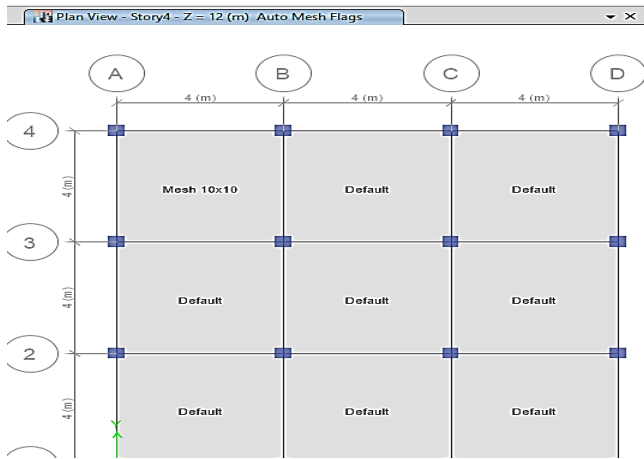 Plan View - Story4 - Z = 12 (m) Auto Mesh Flags
A B C D
4 (m) 4 (m) 4 (m)
4
Mesh 10x10 Default Default
4 (m)
3
Default Default Default
4 (m)
2
Default Default Default
4 (m)
Y